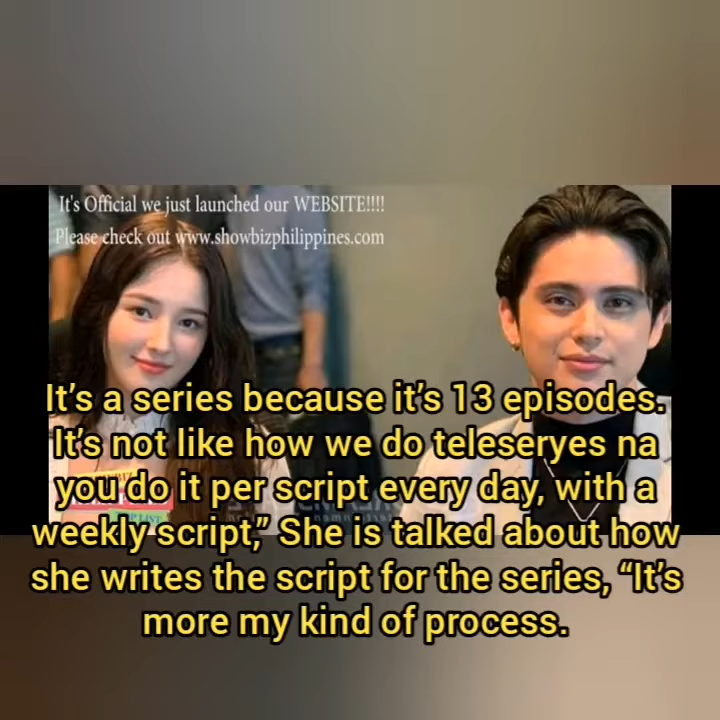 It's Official we just launched our WEBSITE!!!!
Please check out www.showbizphilippines.com
It's a series because it's 13 episodes.
It's not like how we do teleseryes na
you do it per script every day, with a
weekly script,” She is talked about how
she writes the script for the series, “It's
more my kind of process.